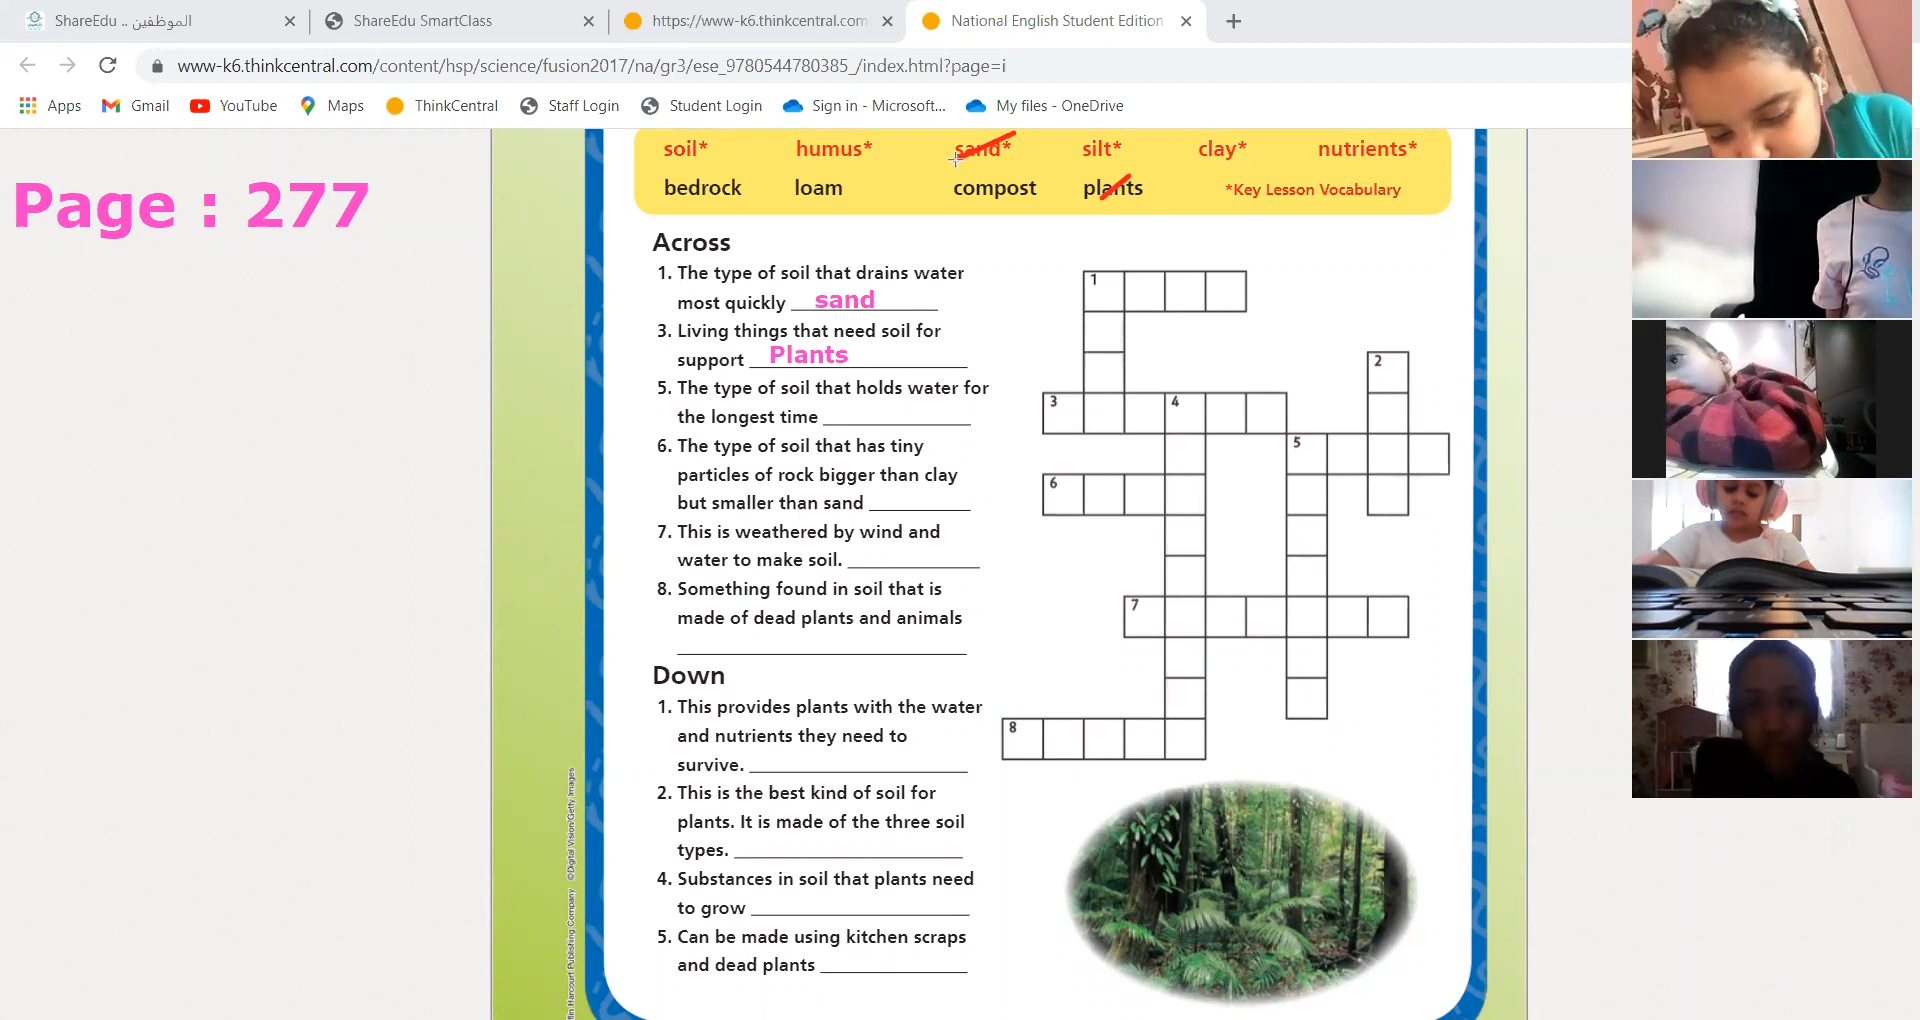 ShareEdu .. الموظفين
ShareEdu SmartClass
https://www-k6.thinkcentral.com
National English Student Edition
www-k6.thinkcentral.com/content/hsp/science/fusion2017/na/gr3/ese_9780544780385_/index.html?page=i
Apps Gmail YouTube Maps ThinkCentral Staff Login Student Login Sign in - Microsoft... My files - OneDrive
Page : 277
soil* humus* sand* silt* clay* nutrients*
bedrock loam compost plants *Key Lesson Vocabulary
Across
1. The type of soil that drains water
most quickly sand
3. Living things that need soil for
support Plants
5. The type of soil that holds water for
the longest time
6. The type of soil that has tiny
particles of rock bigger than clay
but smaller than sand
7. This is weathered by wind and
water to make soil.
8. Something found in soil that is
made of dead plants and animals
Down
1. This provides plants with the water
and nutrients they need to
survive.
2. This is the best kind of soil for
plants. It is made of the three soil
types.
4. Substances in soil that plants need
to grow
5. Can be made using kitchen scraps
and dead plants
1
2
3 4
5
6
7
8
flin Harcourt Publishing Company ©Digital Vision/Getty Images